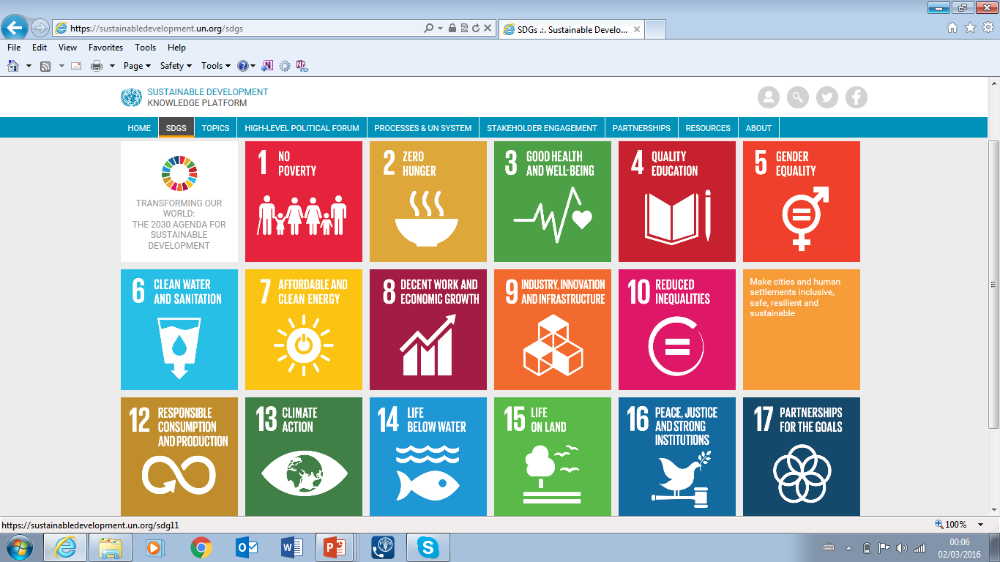 https://sustainabledevelopment.un.org/sdgs
SDGs .:. Sustainable Develo...
File Edit View Favorites Tools Help
Page Safety Tools
SUSTAINABLE DEVELOPMENT
KNOWLEDGE PLATFORM
HOME SDGS TOPICS HIGH-LEVEL POLITICAL FORUM PROCESSES & UN SYSTEM STAKEHOLDER ENGAGEMENT PARTNERSHIPS RESOURCES ABOUT
TRANSFORMING OUR
WORLD:
THE 2030 AGENDA FOR
SUSTAINABLE
DEVELOPMENT
1 NO
POVERTY
2 ZERO
HUNGER
3 GOOD HEALTH
AND WELL-BEING
4 QUALITY
EDUCATION
5 GENDER
EQUALITY
6 CLEAN WATER
AND SANITATION
7 AFFORDABLE AND
CLEAN ENERGY
8 DECENT WORK AND
ECONOMIC GROWTH
9 INDUSTRY, INNOVATION
AND INFRASTRUCTURE
10 REDUCED
INEQUALITIES
Make cities and human
settlements inclusive,
safe, resilient and
sustainable
12 RESPONSIBLE
CONSUMPTION
AND PRODUCTION
13 CLIMATE
ACTION
14 LIFE
BELOW WATER
15 LIFE
ON LAND
16 PEACE, JUSTICE
AND STRONG
INSTITUTIONS
17 PARTNERSHIPS
FOR THE GOALS
https://sustainabledevelopment.un.org/sdg11
100%
00:06
02/03/2016